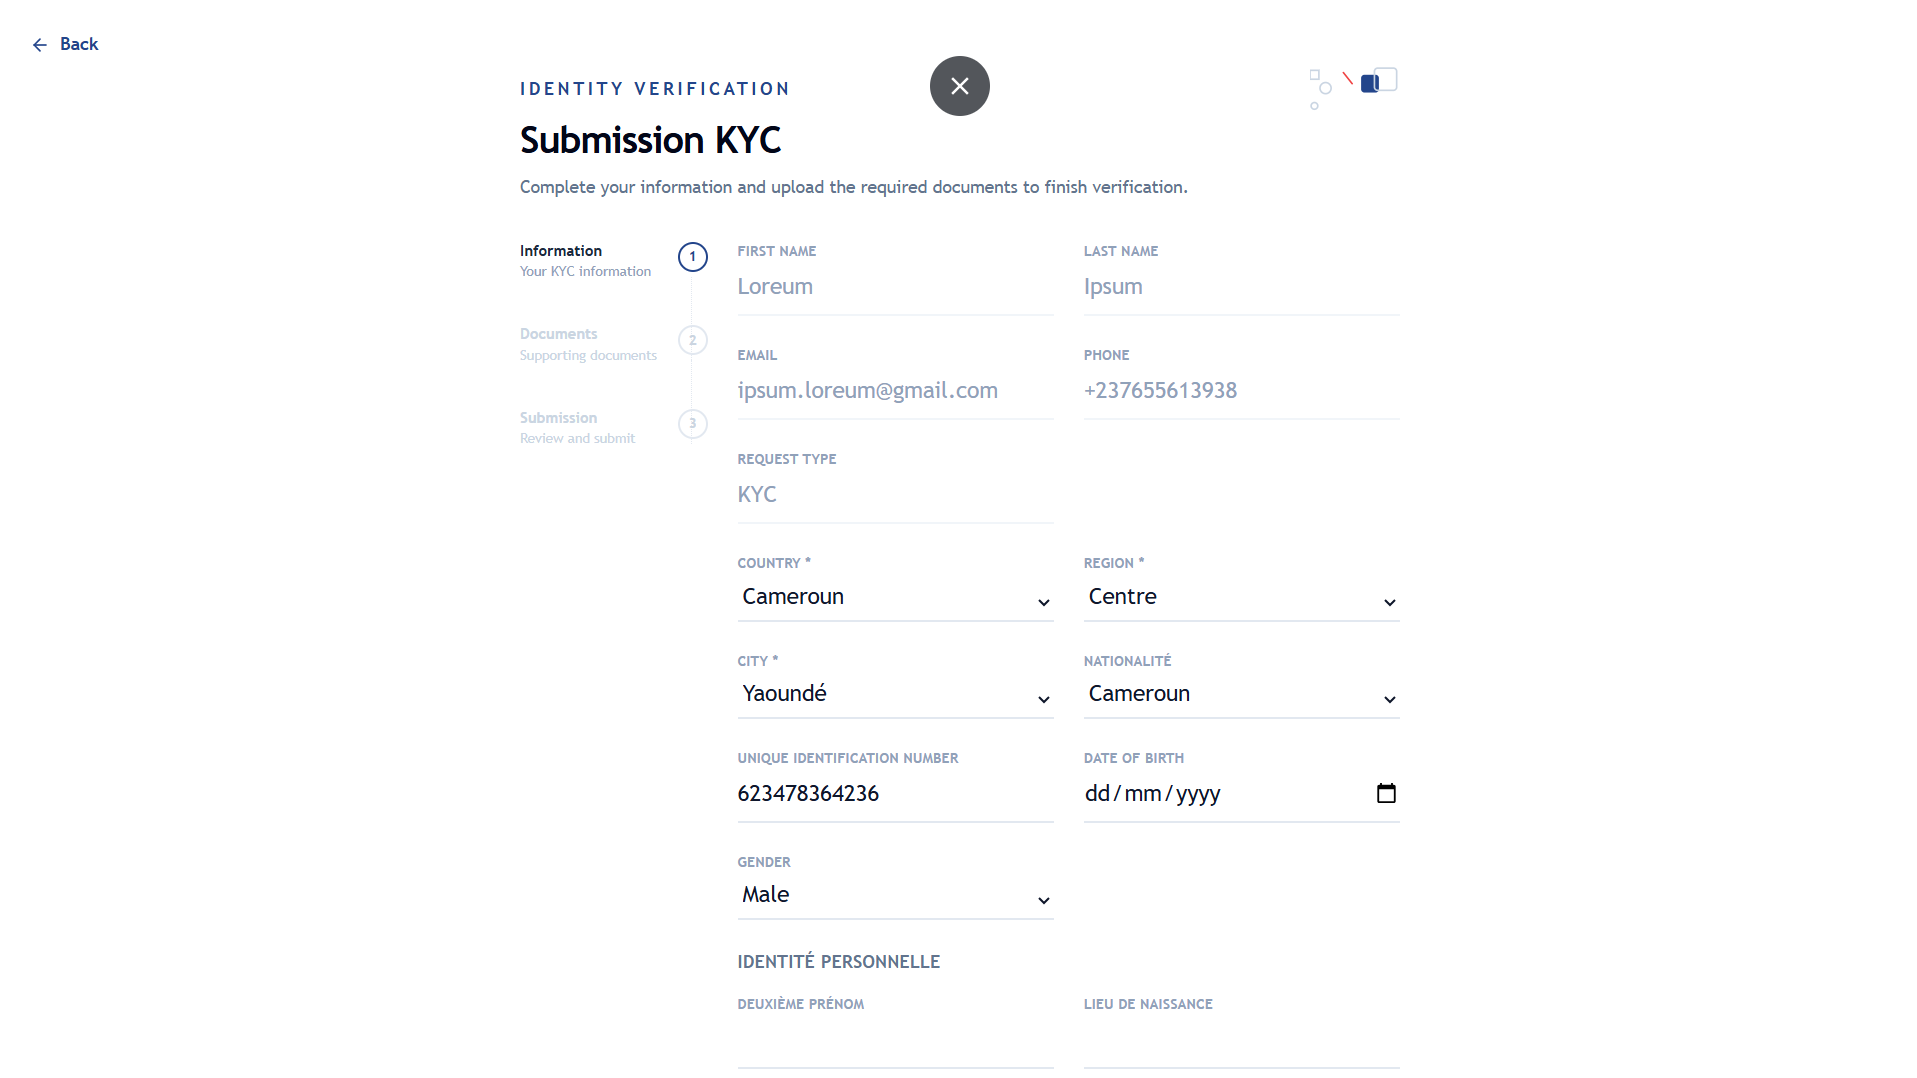 Back
IDENTITY VERIFICATION
Submission KYC
Complete your information and upload the required documents to finish verification.
Information
Your KYC information
1
Documents
Supporting documents
2
Submission
Review and submit
3
FIRST NAME
Loreum
LAST NAME
Ipsum
EMAIL
ipsum.loreum@gmail.com
PHONE
+237655613938
REQUEST TYPE
KYC
COUNTRY *
Cameroun
REGION *
Centre
CITY *
Yaoundé
NATIONALITÉ
Cameroun
UNIQUE IDENTIFICATION NUMBER
623478364236
DATE OF BIRTH
dd/mm/yyyy
GENDER
Male
IDENTITÉ PERSONNELLE
DEUXIÈME PRÉNOM
LIEU DE NAISSANCE